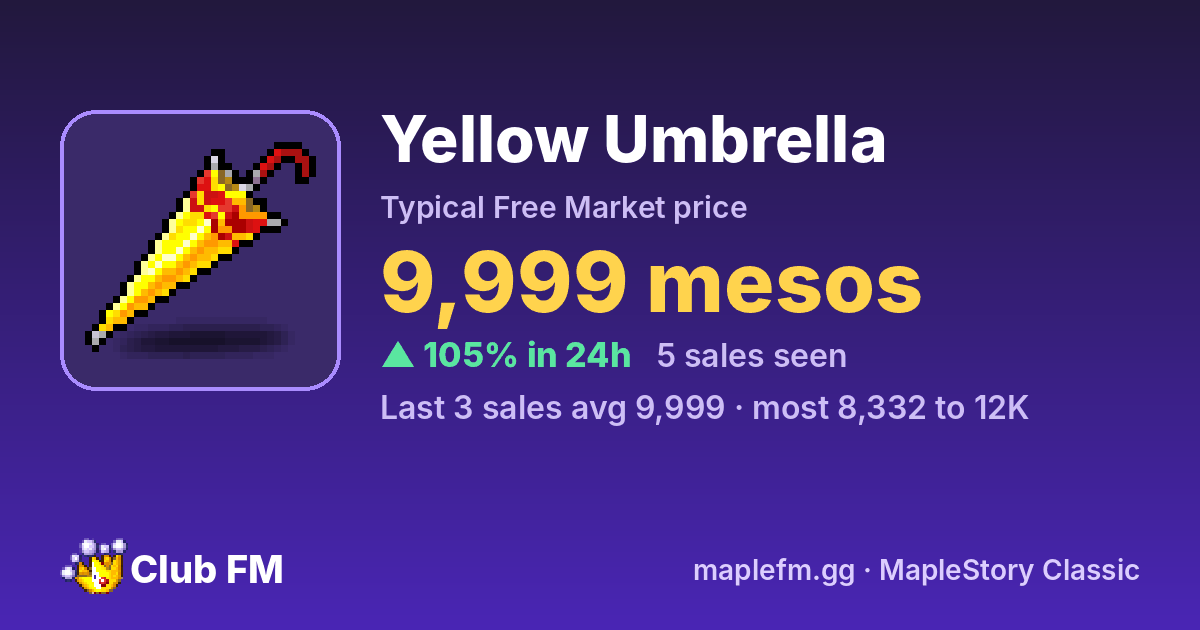 Yellow Umbrella
Typical Free Market price
9,999 mesos
▲ 105% in 24h 5 sales seen
Last 3 sales avg 9,999 · most 8,332 to 12K
Club FM
maplefm.gg · MapleStory Classic